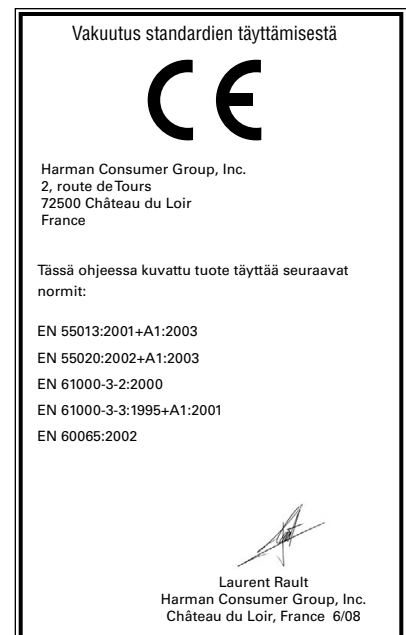 Vakuutus standardien täyttämisestä
CE
Harman Consumer Group, Inc.
2, route de Tours
72500 Château du Loir
France
Tässä ohjeessa kuvattu tuote täyttää seuraavat
normit:
EN 55013:2001+A1:2003
EN 55020:2002+A1:2003
EN 61000-3-2:2000
EN 61000-3-3:1995+A1:2001
EN 60065:2002
Laurent Rault
Harman Consumer Group, Inc.
Château du Loir, France 6/08